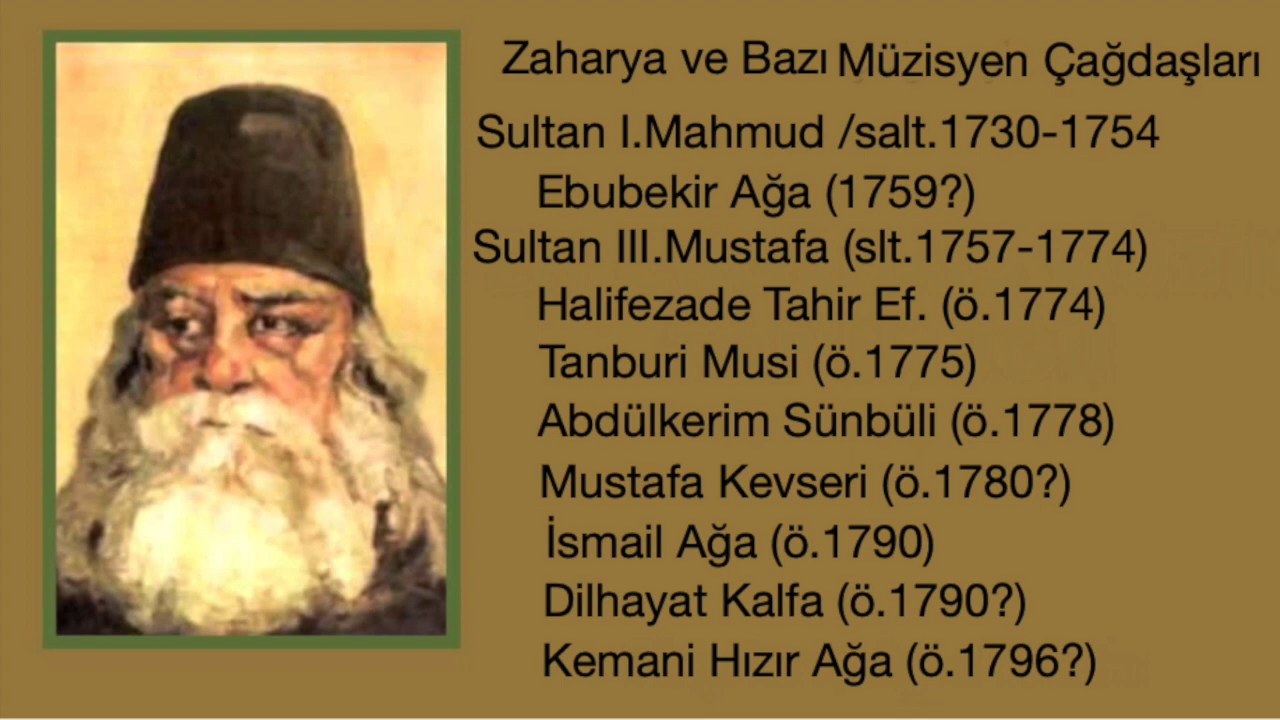 Zaharya ve Bazı Müzisyen Çağdaşları
Sultan I.Mahmud /salt.1730-1754
Ebubekir Ağa (1759?)
Sultan III.Mustafa (slt.1757-1774)
Halifezade Tahir Ef. (ö.1774)
Tanburi Musi (ö.1775)
Abdülkerim Sünbüli (ö.1778)
Mustafa Kevseri (ö.1780?)
İsmail Ağa (ö.1790)
Dilhayat Kalfa (ö.1790?)
Kemani Hızır Ağa (ö.1796?)